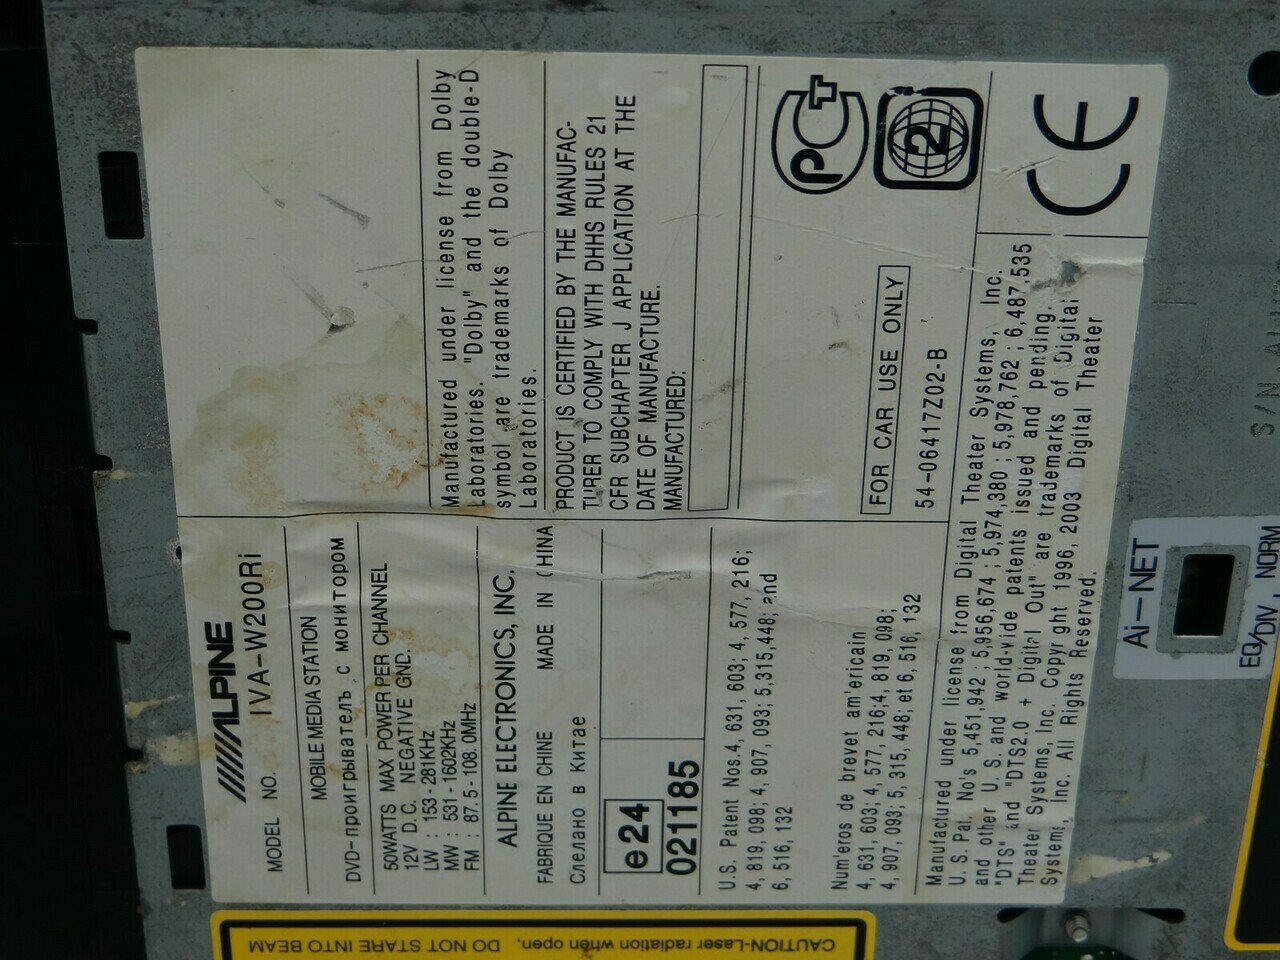 ALPINE
MODEL NO. IVA-W200Ri
MOBILE MEDIA STATION
DVD-проигрыватель с монитором
50WATTS MAX POWER PER CHANNEL
12V D.C. NEGATIVE GND.
LW : 153-281KHz
MW : 531-1602KHz
FM : 87.5-108.0MHz
ALPINE ELECTRONICS, INC.
FABRIQUE EN CHINE MADE IN CHINA
Слелано в Китае
e24
021185
U.S. Patent Nos.4, 631, 603; 4, 577, 216;
4, 819, 098; 4, 907, 093; 5,315,448; and
6, 516, 132
Num'eros de brevet am'ericain
4, 631, 603; 4, 577, 216;4, 819, 098;
4, 907, 093; 5, 315, 448; et 6, 516, 132
Manufactured under license from Dolby
Laboratories. "Dolby" and the double-D
symbol are trademarks of Dolby
Laboratories.
PRODUCT IS CERTIFIED BY THE MANUFAC-
TURER TO COMPLY WITH DHHS RULES 21
CFR SUBCHAPTER J APPLICATION AT THE
DATE OF MANUFACTURE.
MANUFACTURED:
РСт
2
FOR CAR USE ONLY
54-06417Z02-B
CE
Manufactured under license from Digital Theater Systems, Inc.
U.S. Pat. No's 5,451,942 ; 5,956,674 ; 5,974,380 ; 5,978,762 ; 6,487,535
and other U.S. and world-wide patents issued and pending.
"DTS" and "DTS2.0 + Digital Out" are trademarks of Digital
Theater Systems, Inc. Copyright 1996, 2003 Digital Theater
Systems, Inc. All Rights Reserved.
Ai-NET
EQ/DIV, NORM
CAUTION-Laser radiation when open,
DO NOT STARE INTO BEAM